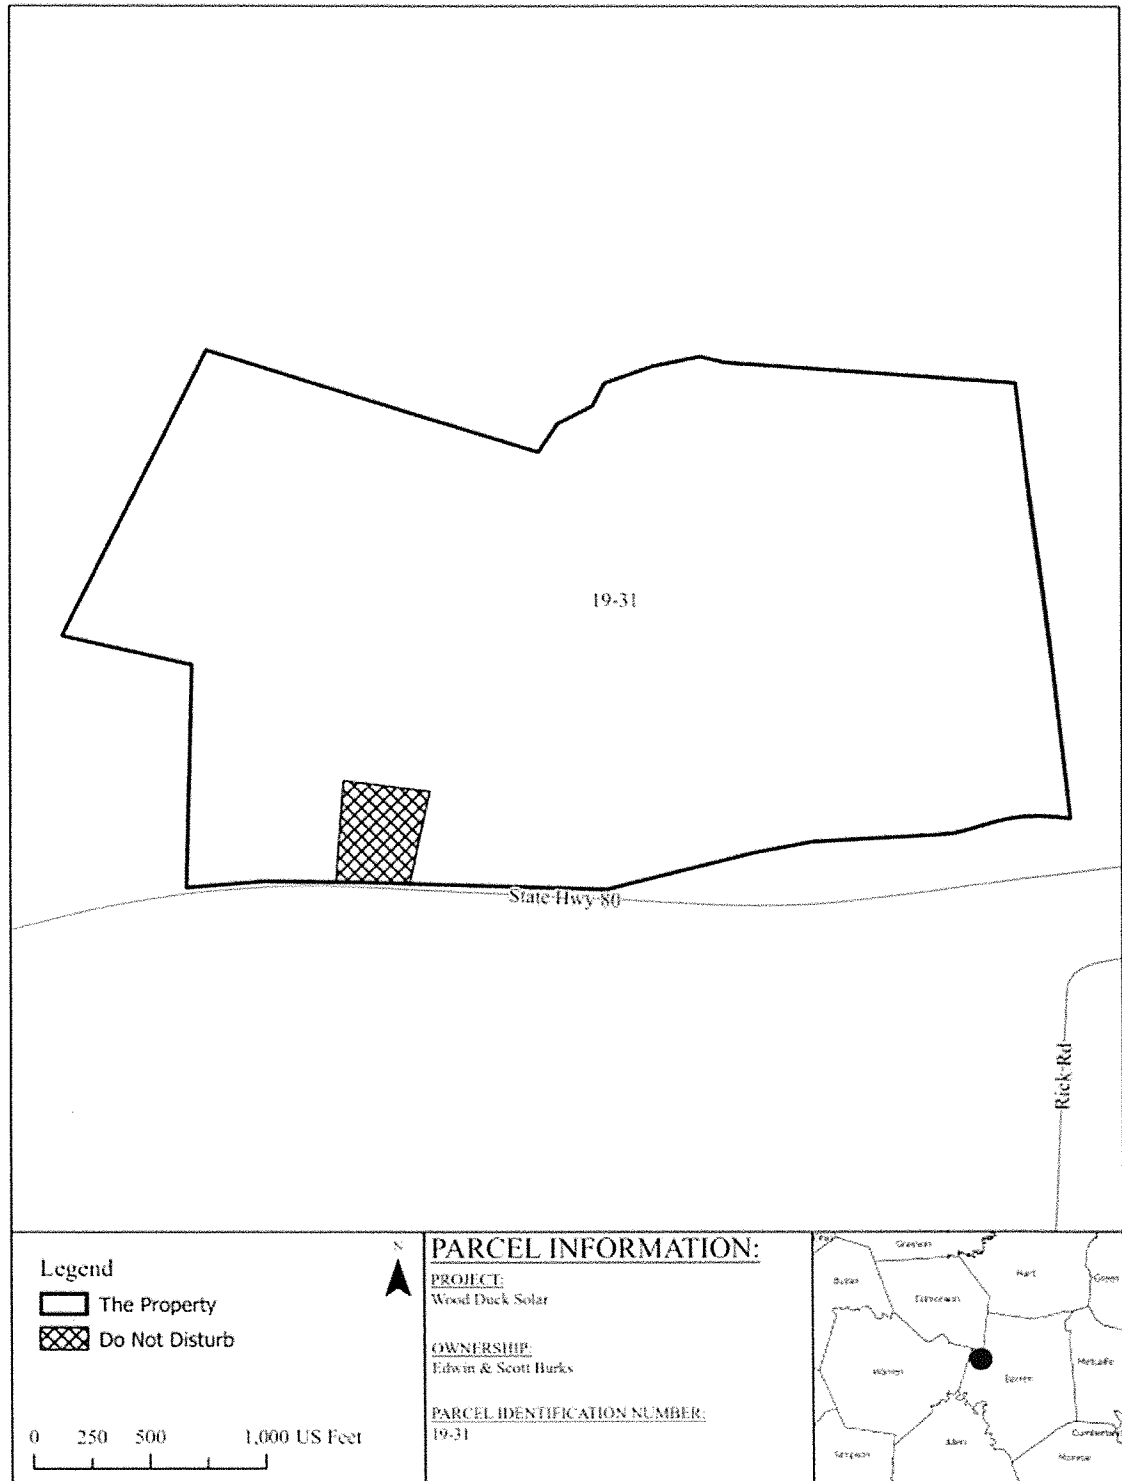 19-31
State Hwy 80
Rick Rd
Legend
The Property
Do Not Disturb
0 250 500 1,000 US Feet
N
PARCEL INFORMATION:
PROJECT:
Wood Duck Solar
OWNERSHIP:
Edwin & Scott Burks
PARCEL IDENTIFICATION NUMBER:
19-31
Grayson
Hart
Butler
Edmonson
Green
Warren
Barren
Metcalfe
Allen
Simpson
Monroe